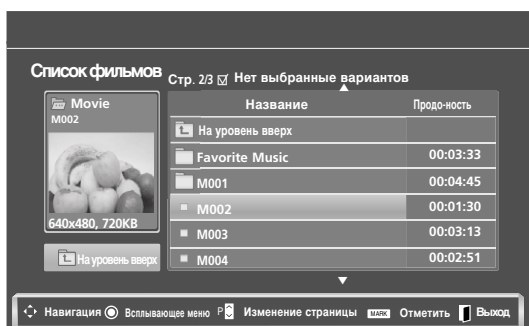 Список фильмов
Стр. 2/3 Нет выбранные вариантов
Movie
M002
640x480, 720KB
На уровень вверх
Название Продо-ность
На уровень вверх
Favorite Music 00:03:33
M001 00:04:45
M002 00:01:30
M003 00:03:13
M004 00:02:51
Навигация Всплывающее меню P Изменение страницы MARK Отметить Выход